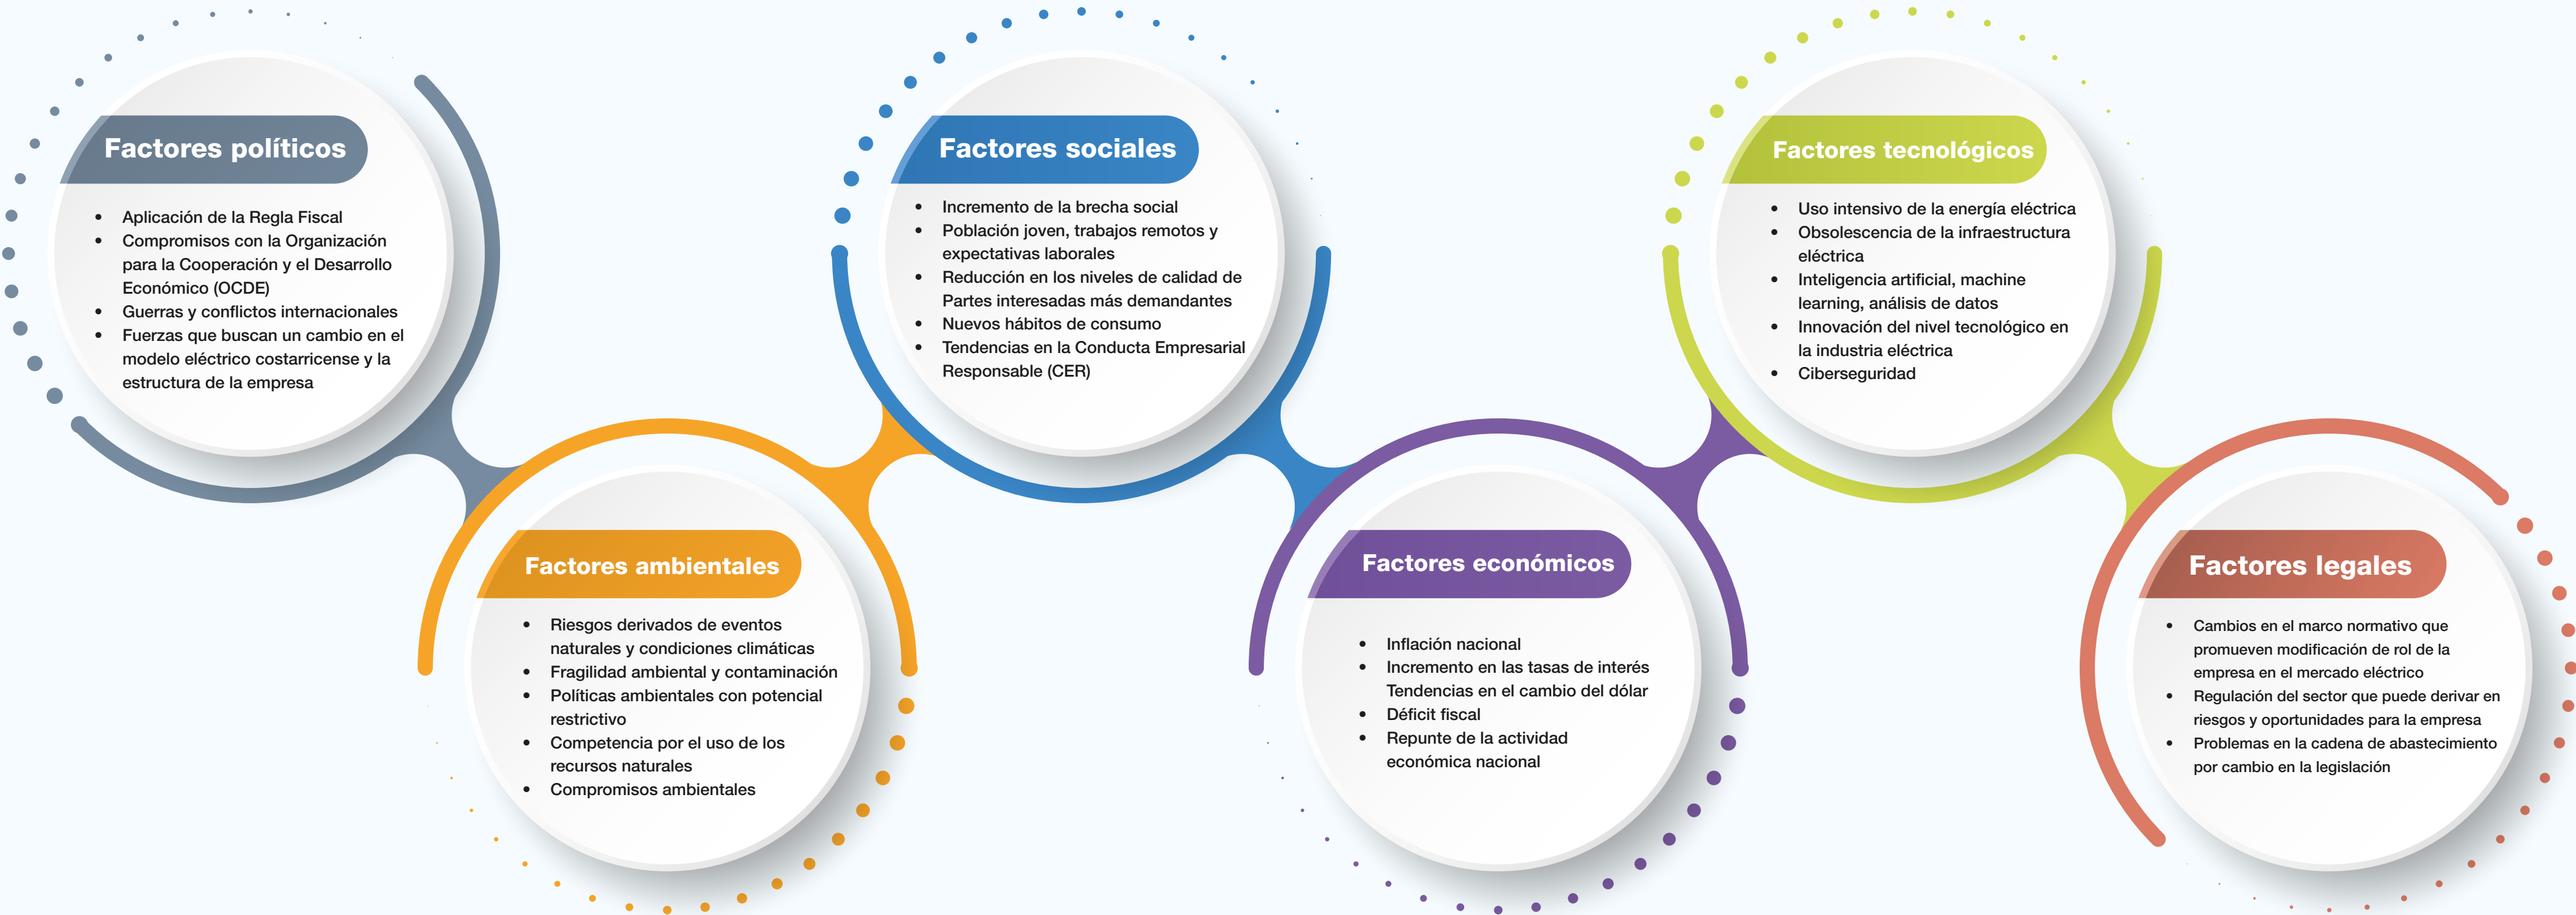 Factores políticos
• Aplicación de la Regla Fiscal
• Compromisos con la Organización
para la Cooperación y el Desarrollo
Económico (OCDE)
• Guerras y conflictos internacionales
• Fuerzas que buscan un cambio en el
modelo eléctrico costarricense y la
estructura de la empresa
Factores ambientales
• Riesgos derivados de eventos
naturales y condiciones climáticas
• Fragilidad ambiental y contaminación
• Políticas ambientales con potencial
restrictivo
• Competencia por el uso de los
recursos naturales
• Compromisos ambientales
Factores sociales
• Incremento de la brecha social
• Población joven, trabajos remotos y
expectativas laborales
• Reducción en los niveles de calidad de
Partes interesadas más demandantes
• Nuevos hábitos de consumo
• Tendencias en la Conducta Empresarial
Responsable (CER)
Factores económicos
• Inflación nacional
• Incremento en las tasas de interés
Tendencias en el cambio del dólar
• Déficit fiscal
• Repunte de la actividad
económica nacional
Factores tecnológicos
• Uso intensivo de la energía eléctrica
• Obsolescencia de la infraestructura
eléctrica
• Inteligencia artificial, machine
learning, análisis de datos
• Innovación del nivel tecnológico en
la industria eléctrica
• Ciberseguridad
Factores legales
• Cambios en el marco normativo que
promueven modificación de rol de la
empresa en el mercado eléctrico
• Regulación del sector que puede derivar en
riesgos y oportunidades para la empresa
• Problemas en la cadena de abastecimiento
por cambio en la legislación